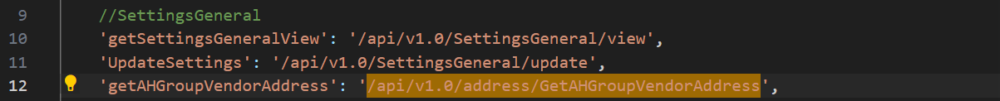 9 //SettingsGeneral
10 'getSettingsGeneralView': '/api/v1.0/SettingsGeneral/view',
11 'UpdateSettings': '/api/v1.0/SettingsGeneral/update',
12 'getAHGroupVendorAddress': '/api/v1.0/address/GetAHGroupVendorAddress',